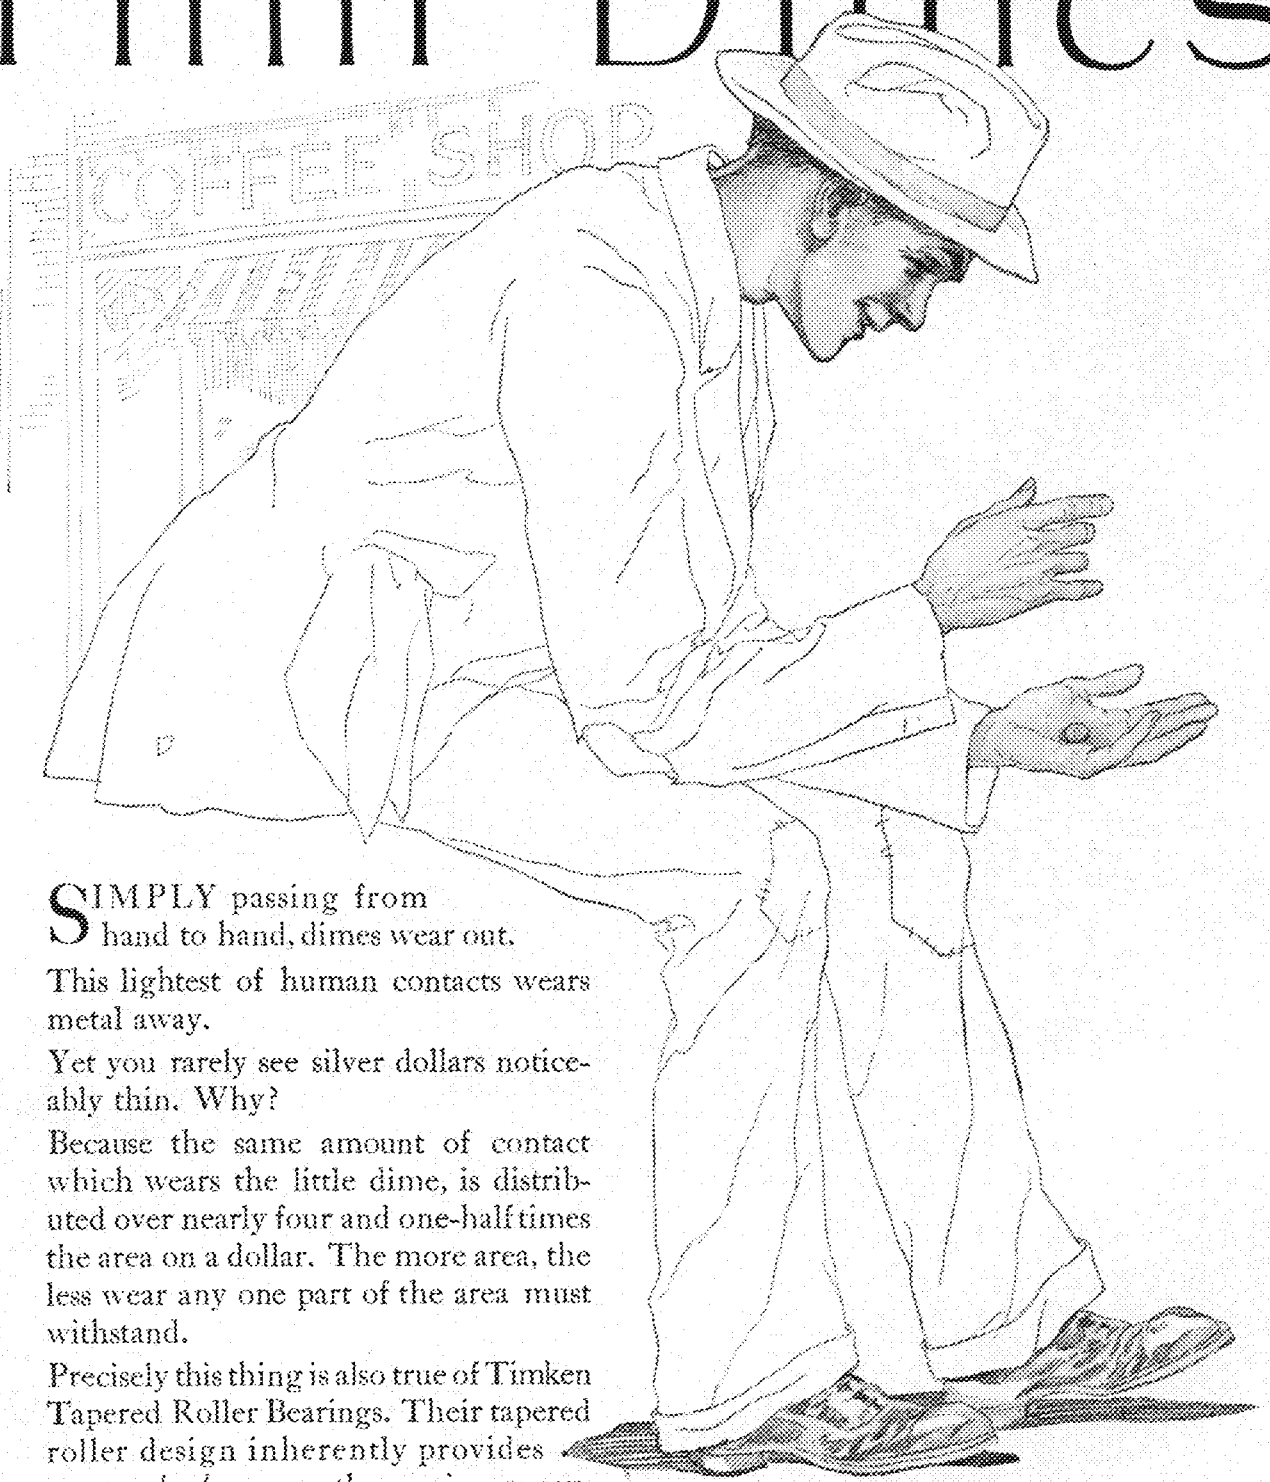 Thin Dimes
COFFEE SHOP
SIMPLY passing from
hand to hand, dimes wear out.
This lightest of human contacts wears
metal away.
Yet you rarely see silver dollars notice-
ably thin. Why?
Because the same amount of contact
which wears the little dime, is distrib-
uted over nearly four and one-half times
the area on a dollar. The more area, the
less wear any one part of the area must
withstand.
Precisely this thing is also true of Timken
Tapered Roller Bearings. Their tapered
roller design inherently provides